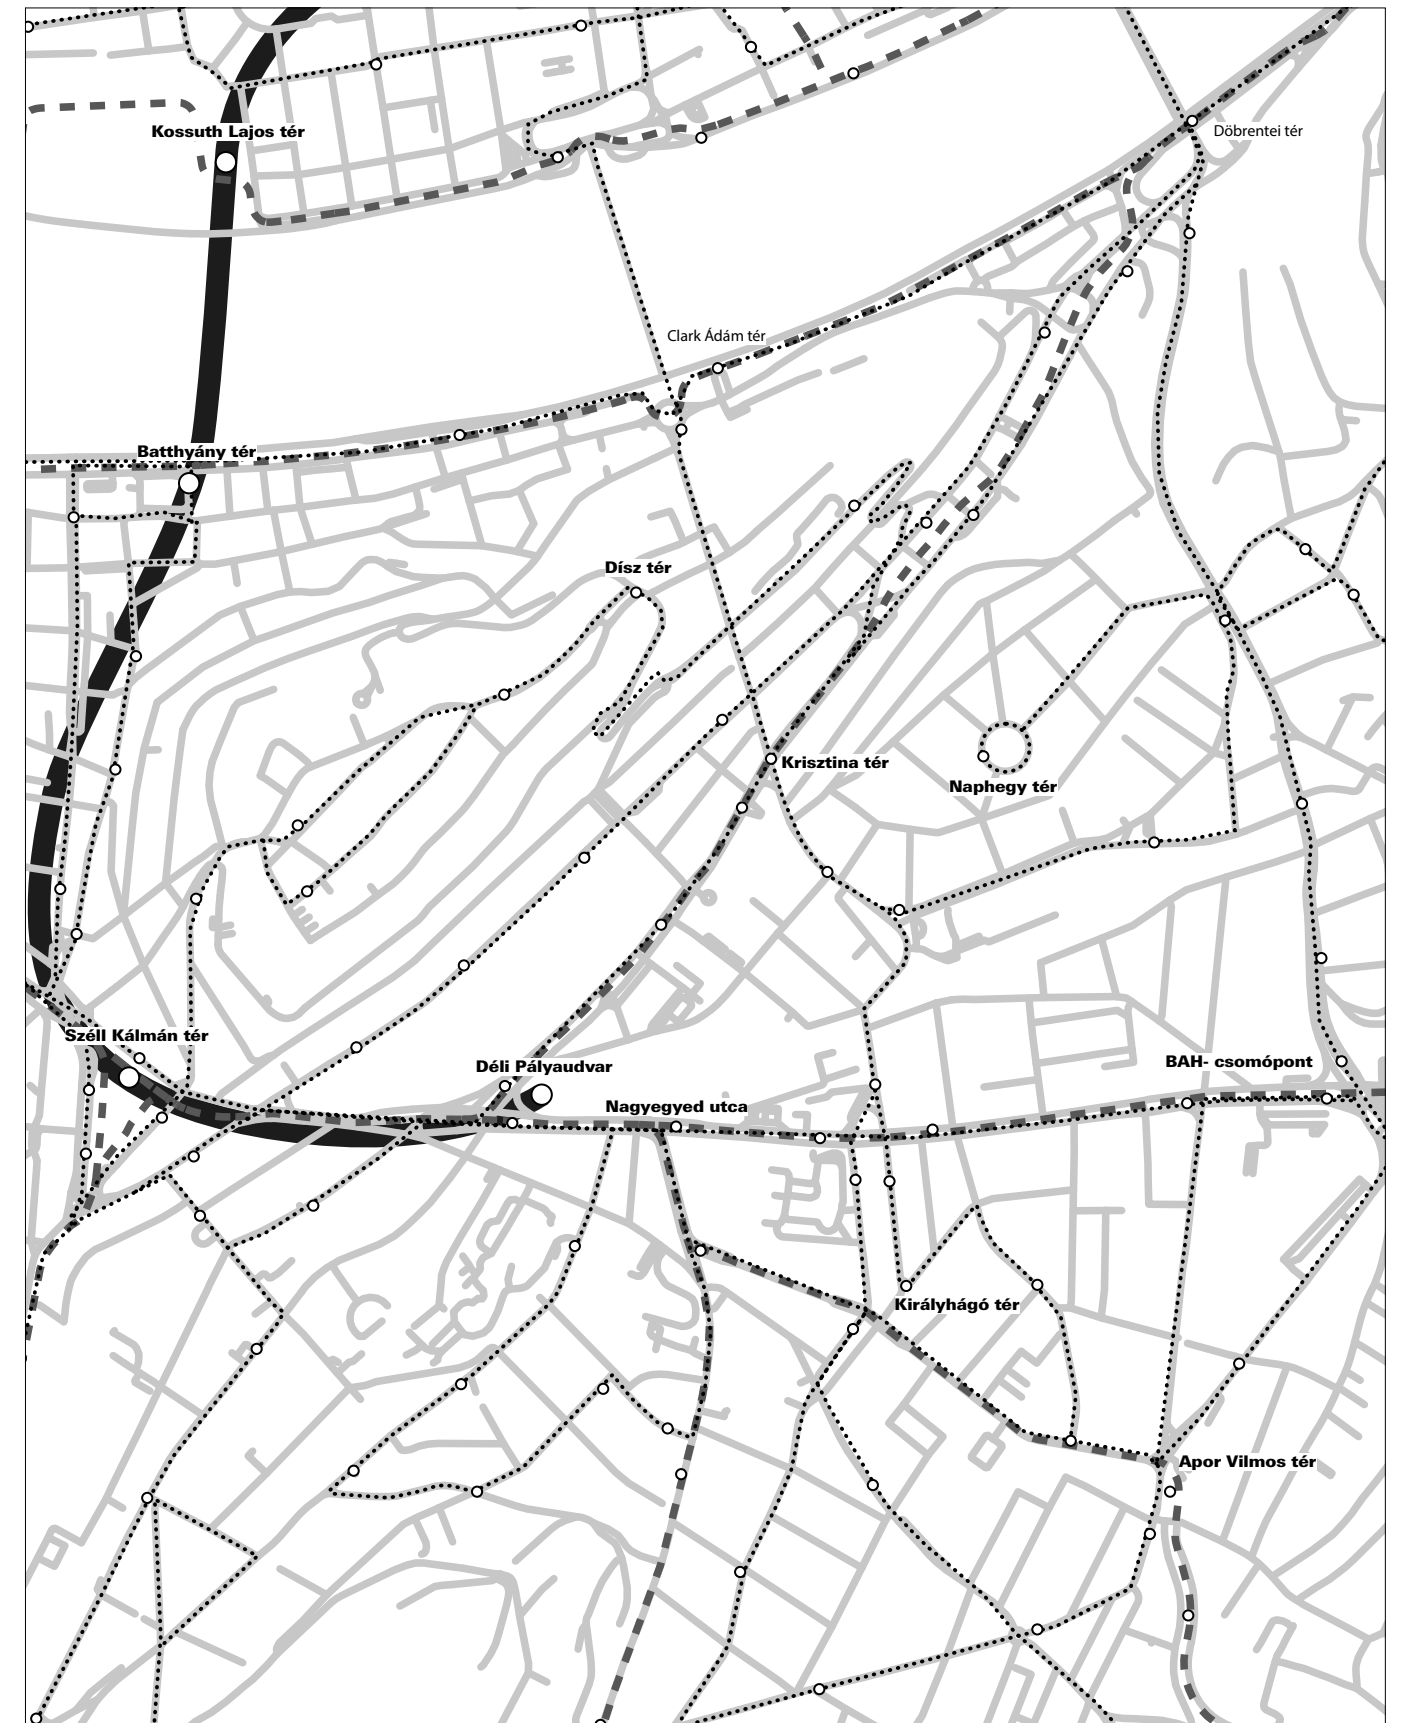 Kossuth Lajos tér
Döbrentei tér
Clark Ádám tér
Batthyány tér
Dísz tér
Krisztina tér
Naphegy tér
Széll Kálmán tér
Déli Pályaudvar
BAH- csomópont
Nagyegyed utca
Királyhágó tér
Apor Vilmos tér